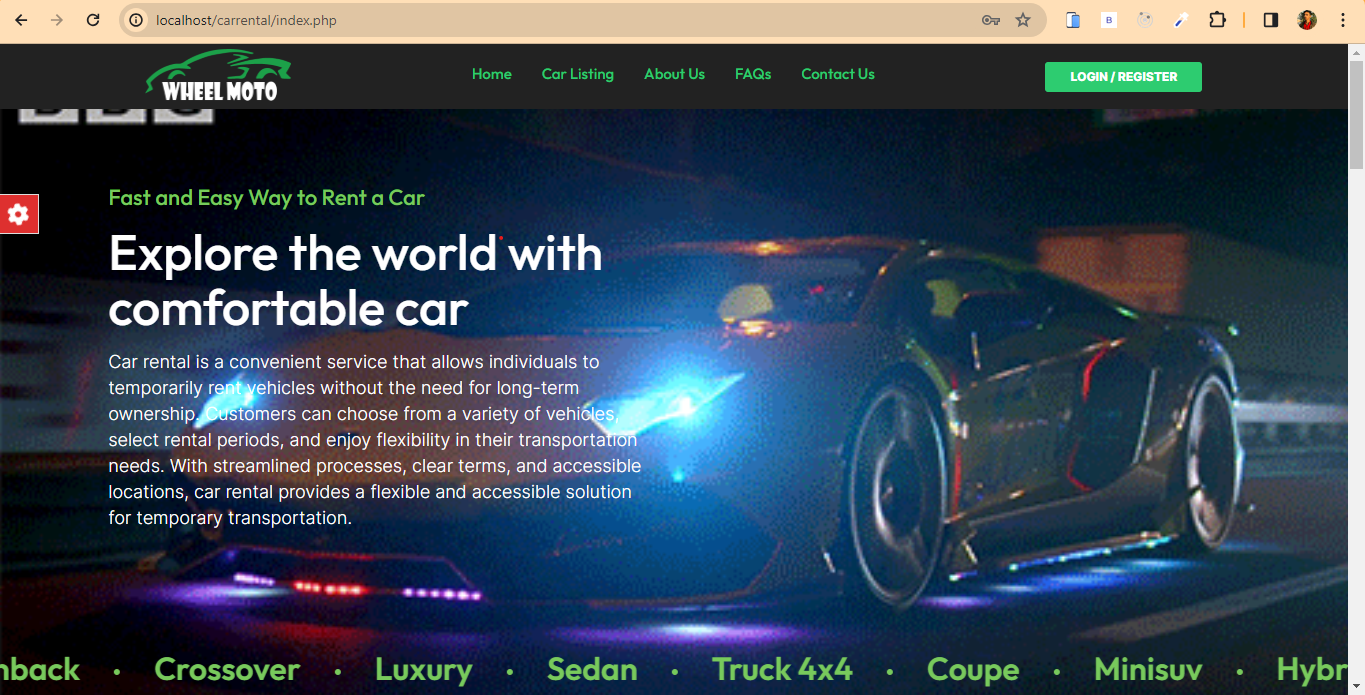 localhost/carrental/index.php
B
WHEEL MOTO
Home
Car Listing
About Us
FAQs
Contact Us
LOGIN / REGISTER
Fast and Easy Way to Rent a Car
Explore the world with
comfortable car
Car rental is a convenient service that allows individuals to
temporarily rent vehicles without the need for long-term
ownership. Customers can choose from a variety of vehicles,
select rental periods, and enjoy flexibility in their transportation
needs. With streamlined processes, clear terms, and accessible
locations, car rental provides a flexible and accessible solution
for temporary transportation.
hback • Crossover • Luxury • Sedan • Truck 4x4 • Coupe • Minisuv • Hybr